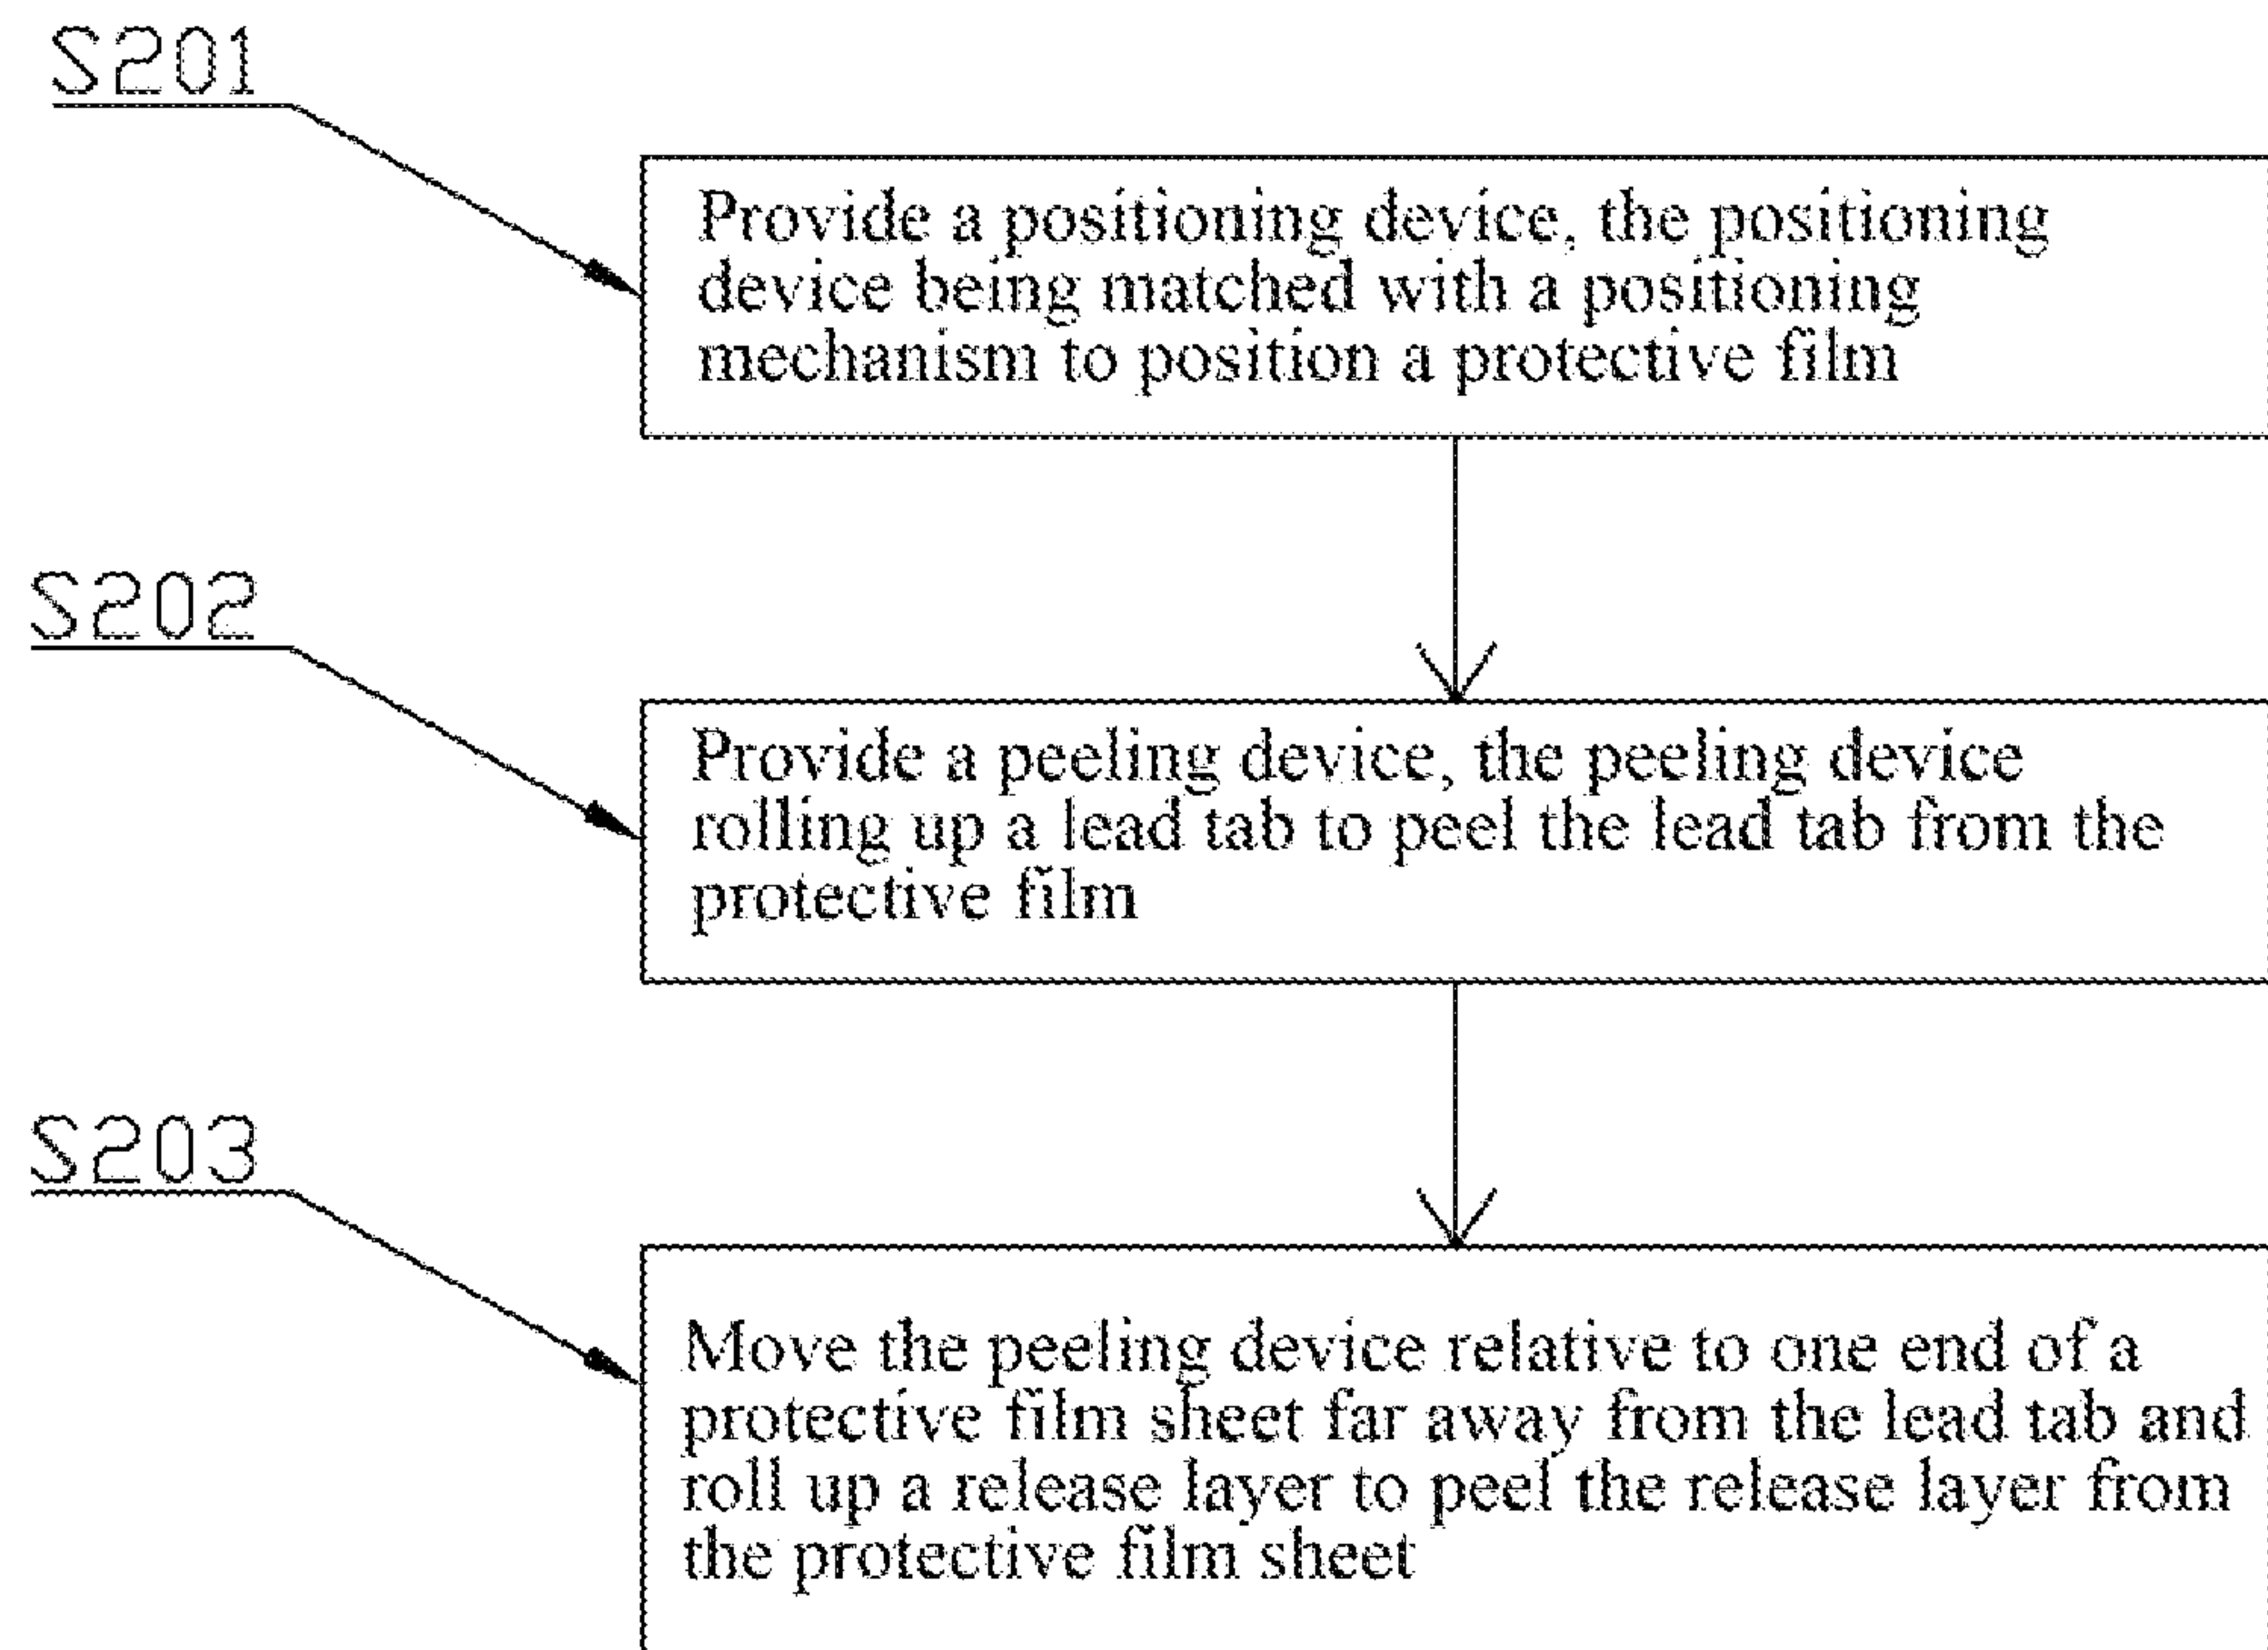 S201
Provide a positioning device, the positioning
device being matched with a positioning
mechanism to position a protective film
S202
Provide a peeling device, the peeling device
rolling up a lead tab to peel the lead tab from the
protective film
S203
Move the peeling device relative to one end of a
protective film sheet far away from the lead tab and
roll up a release layer to peel the release layer from
the protective film sheet